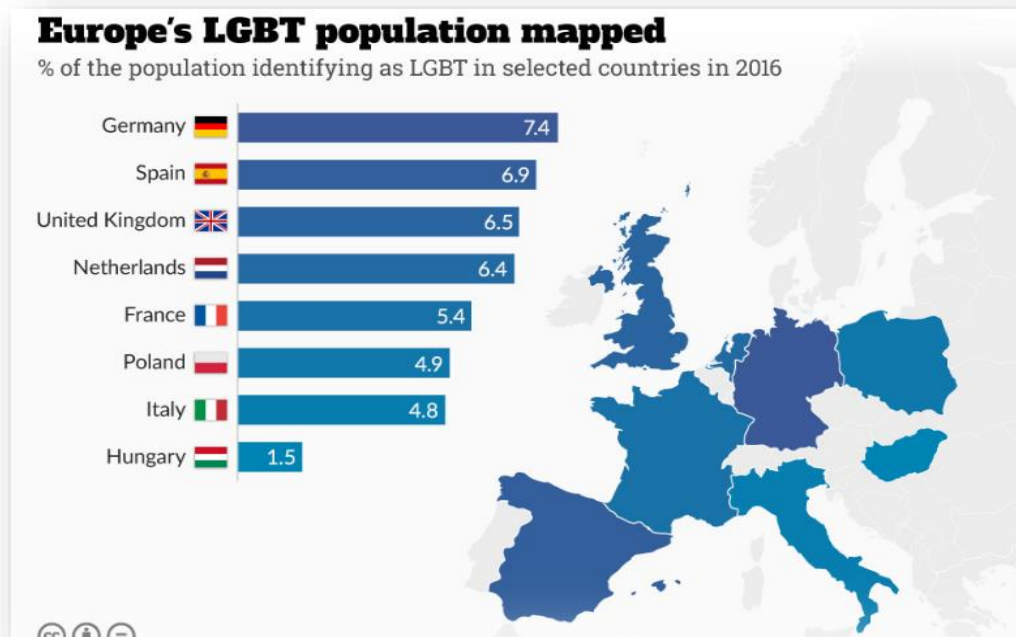 Europe's LGBT population mapped
% of the population identifying as LGBT in selected countries in 2016
Germany 7.4
Spain 6.9
United Kingdom 6.5
Netherlands 6.4
France 5.4
Poland 4.9
Italy 4.8
Hungary 1.5
cc